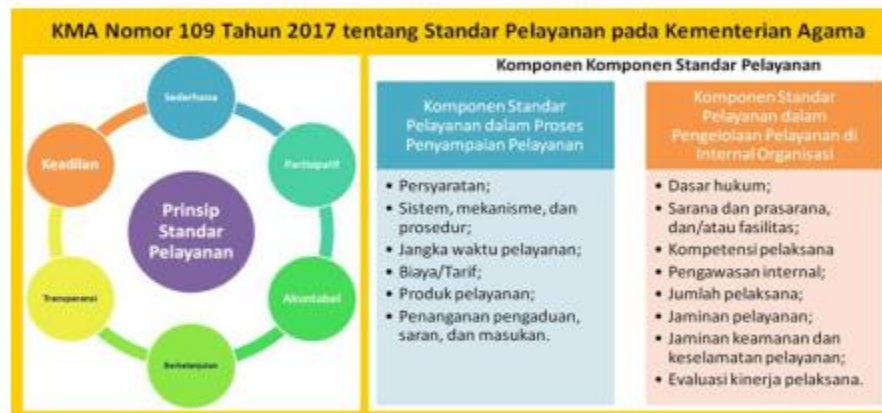 KMA Nomor 109 Tahun 2017 tentang Standar Pelayanan pada Kementerian Agama
Sederhana
Partisipatif
Akuntabel
Berkelanjutan
Transparansi
Keadilan
Prinsip
Standar
Pelayanan
Komponen Komponen Standar Pelayanan
Komponen Standar
Pelayanan dalam Proses
Penyampaian Pelayanan
• Persyaratan;
• Sistem, mekanisme, dan
prosedur;
• Jangka waktu pelayanan;
• Biaya/Tarif;
• Produk pelayanan;
• Penanganan pengaduan,
saran, dan masukan.
Komponen Standar
Pelayanan dalam
Pengelolaan Pelayanan di
Internal Organisasi
• Dasar hukum;
• Sarana dan prasarana,
dan/atau fasilitas;
• Kompetensi pelaksana
• Pengawasan internal;
• Jumlah pelaksana;
• Jaminan pelayanan;
• Jaminan keamanan dan
keselamatan pelayanan;
• Evaluasi kinerja pelaksana.